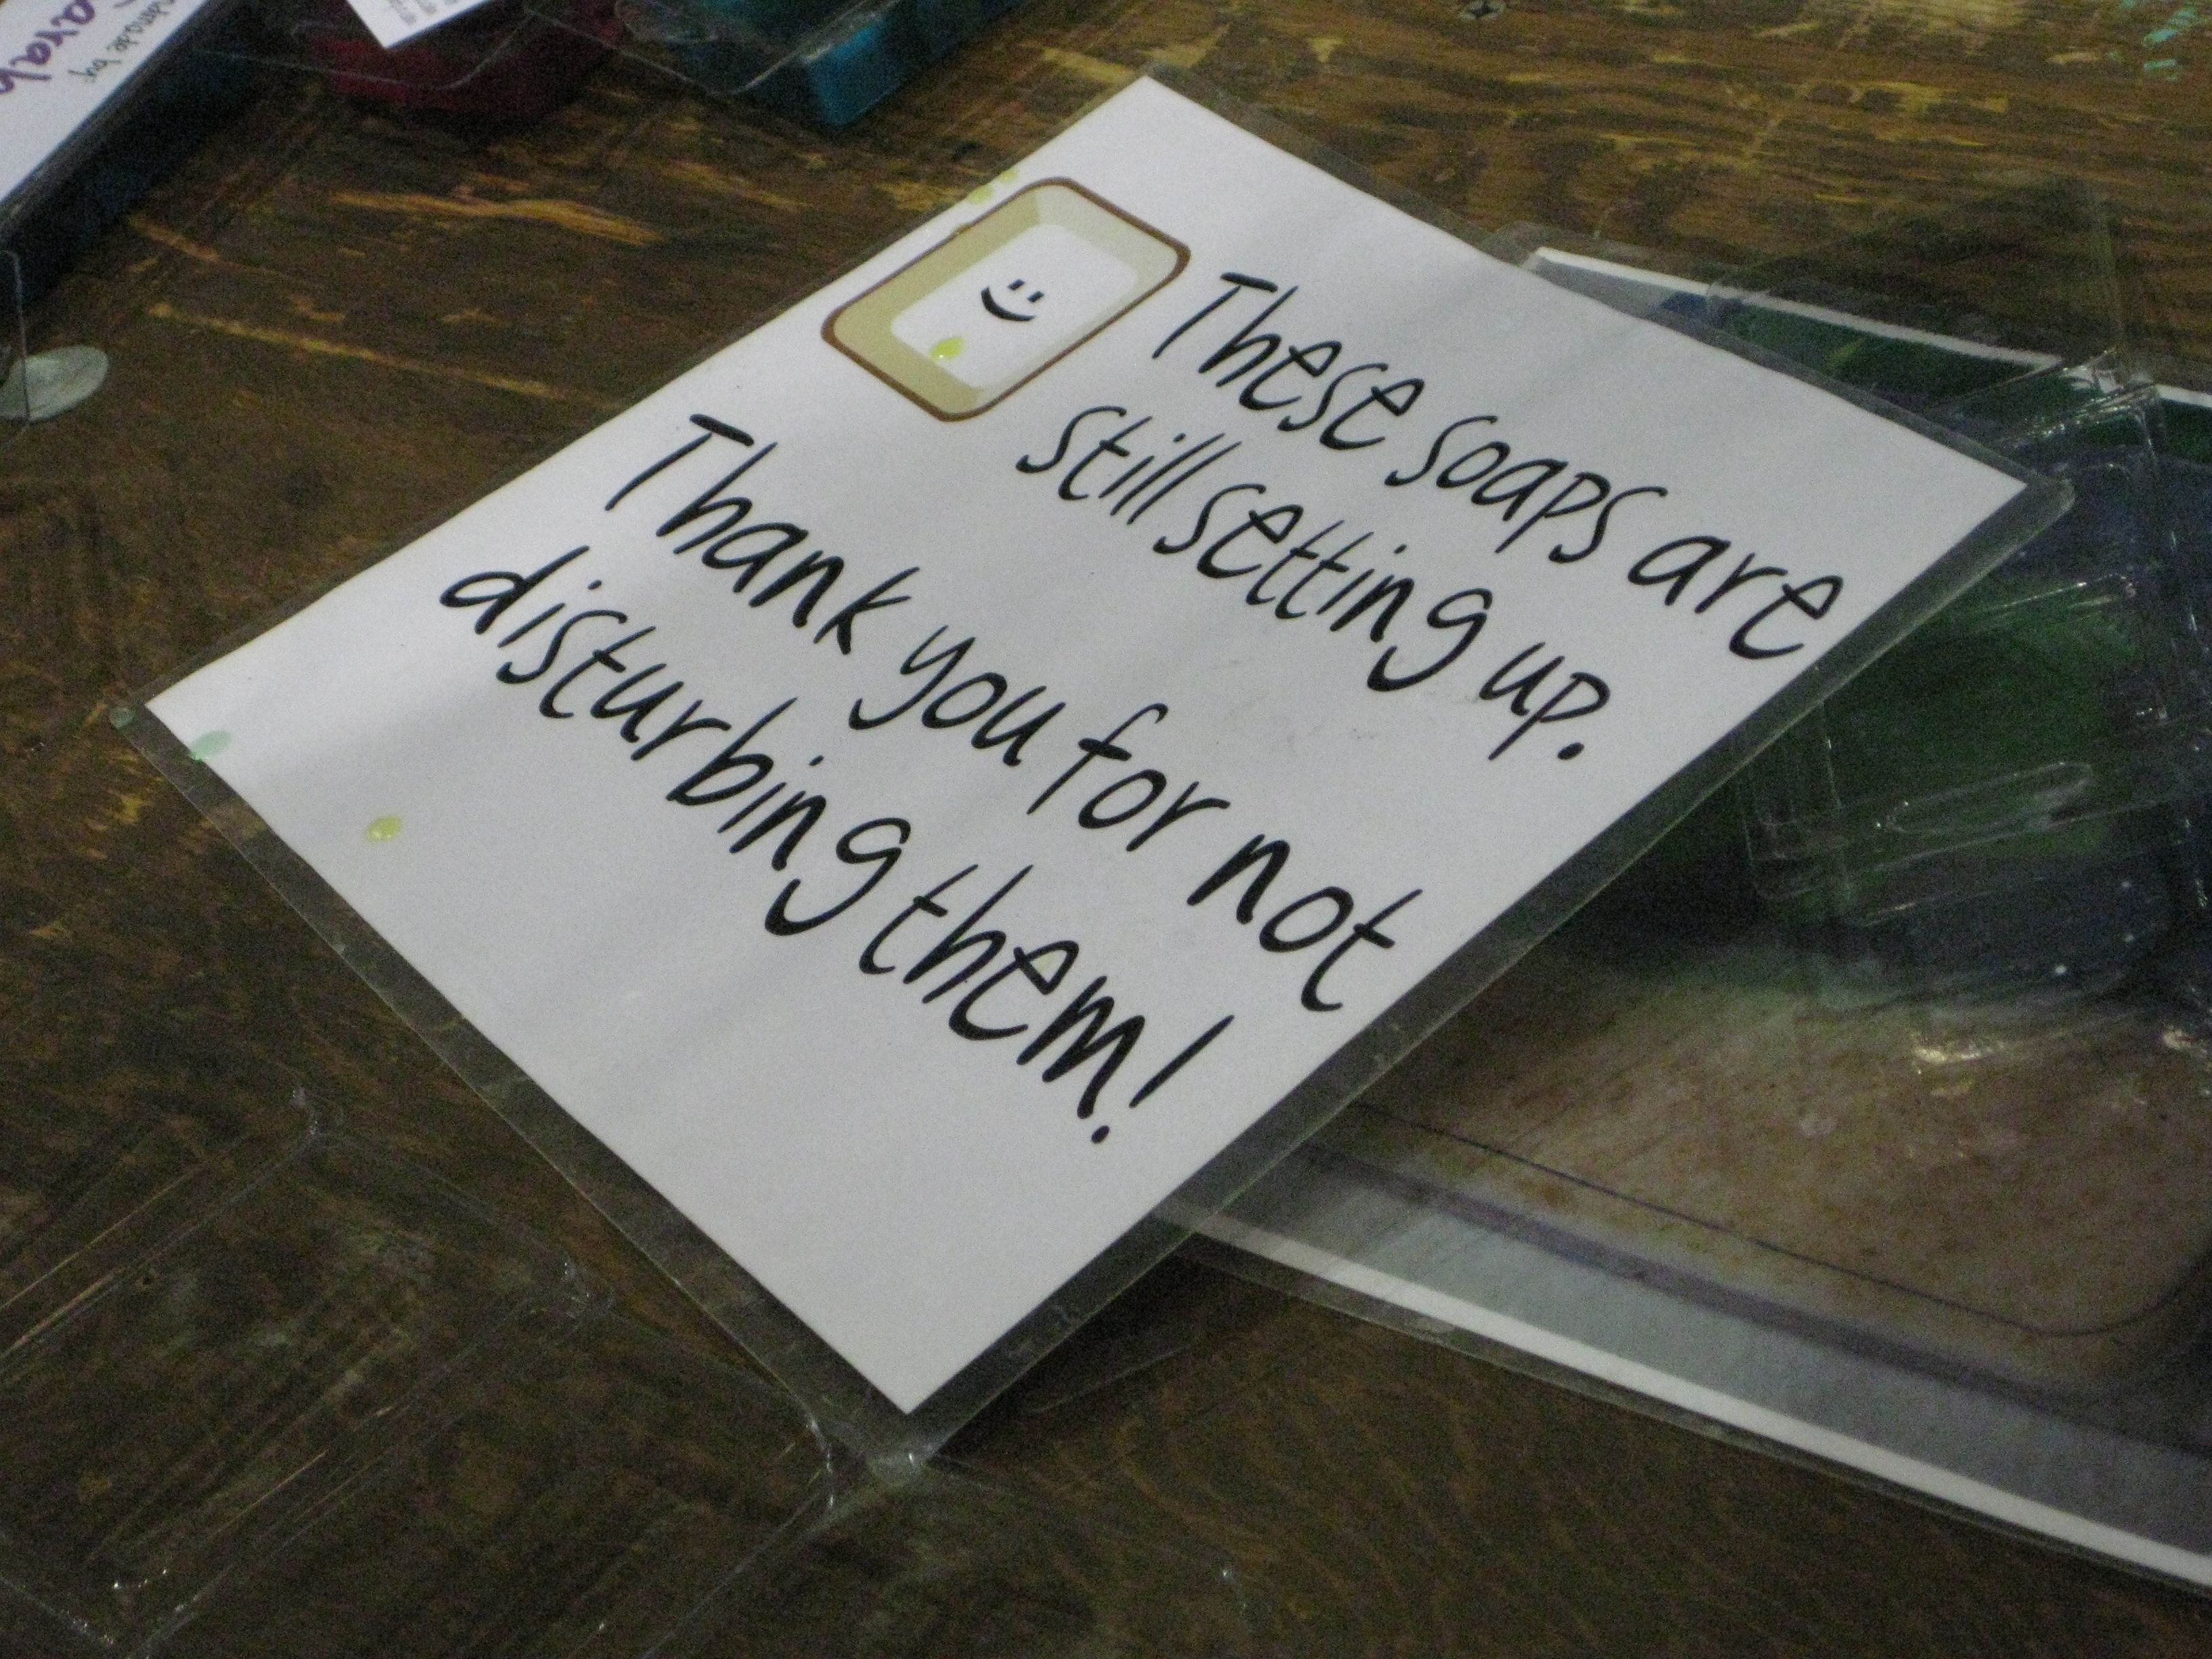 These soaps are
still setting up.
Thank you for not
disturbing them!